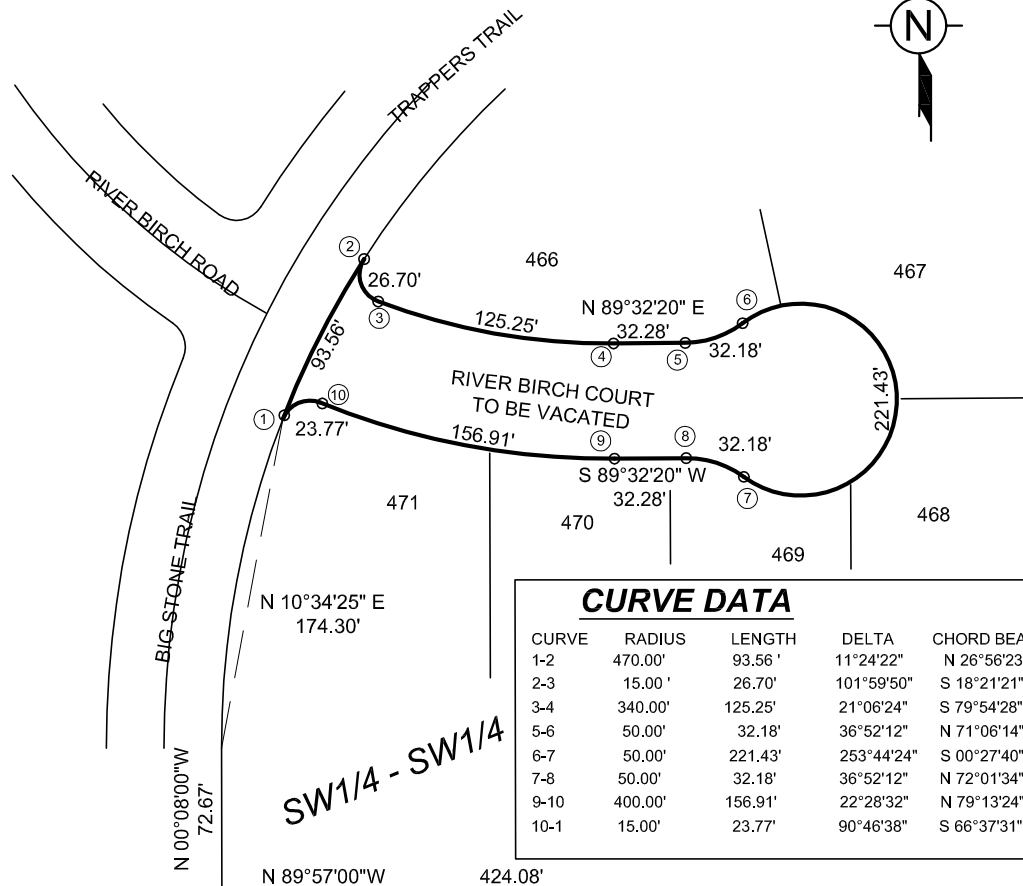 N
TRAPPERS TRAIL
RIVER BIRCH ROAD
2
26.70'
3
466
467
N 89°32'20" E
32.28'
6
125.25'
4
5
32.18'
93.56'
RIVER BIRCH COURT
TO BE VACATED
221.43'
10
1
23.77'
156.91'
9
8
32.18'
S 89°32'20" W
32.28'
7
471
470
468
469
BIG STONE TRAIL
N 10°34'25" E
174.30'
CURVE DATA
CURVE RADIUS LENGTH DELTA CHORD BEA
1-2 470.00' 93.56 ' 11°24'22" N 26°56'23
2-3 15.00 ' 26.70' 101°59'50" S 18°21'21"
3-4 340.00' 125.25' 21°06'24" S 79°54'28"
5-6 50.00' 32.18' 36°52'12" N 71°06'14"
6-7 50.00' 221.43' 253°44'24" S 00°27'40"
7-8 50.00' 32.18' 36°52'12" N 72°01'34"
9-10 400.00' 156.91' 22°28'32" N 79°13'24"
10-1 15.00' 23.77' 90°46'38" S 66°37'31"
SW1/4 - SW1/4
N 00°08'00"W
72.67'
N 89°57'00"W 424.08'